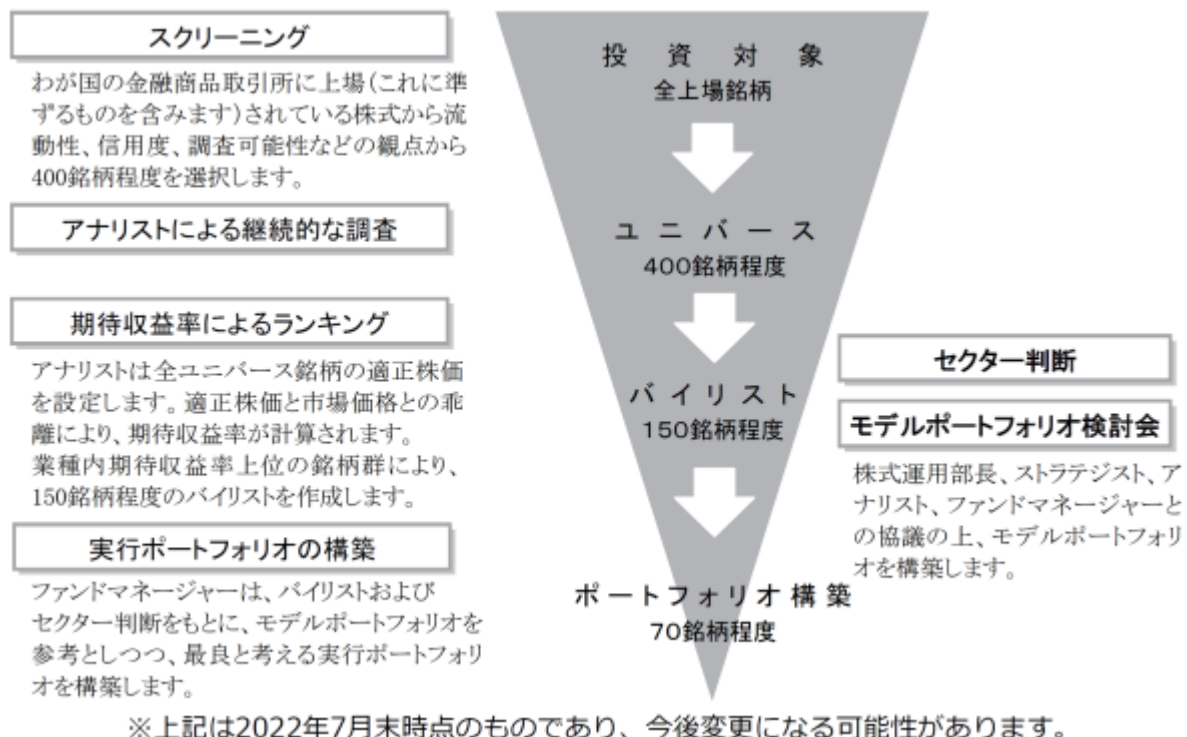 スクリーニング
わが国の金融商品取引所に上場(これに準
ずるものを含みます)されている株式から流
動性、信用度、調査可能性などの観点から
400銘柄程度を選択します。
アナリストによる継続的な調査
期待収益率によるランキング
アナリストは全ユニバース銘柄の適正株価
を設定します。適正株価と市場価格との乖
離により、期待収益率が計算されます。
業種内期待収益率上位の銘柄群により、
150銘柄程度のバイリストを作成します。
実行ポートフォリオの構築
ファンドマネージャーは、バイリストおよび
セクター判断をもとに、モデルポートフォリオを
参考としつつ、最良と考える実行ポートフォリ
オを構築します。
投資対象
全上場銘柄
ユニバース
400銘柄程度
バイリスト
150銘柄程度
ポートフォリオ構築
70銘柄程度
セクター判断
モデルポートフォリオ検討会
株式運用部長、ストラテジスト、ア
ナリスト、ファンドマネージャーと
の協議の上、モデルポートフォリ
オを構築します。
※上記は2022年7月末時点のものであり、今後変更になる可能性があります。